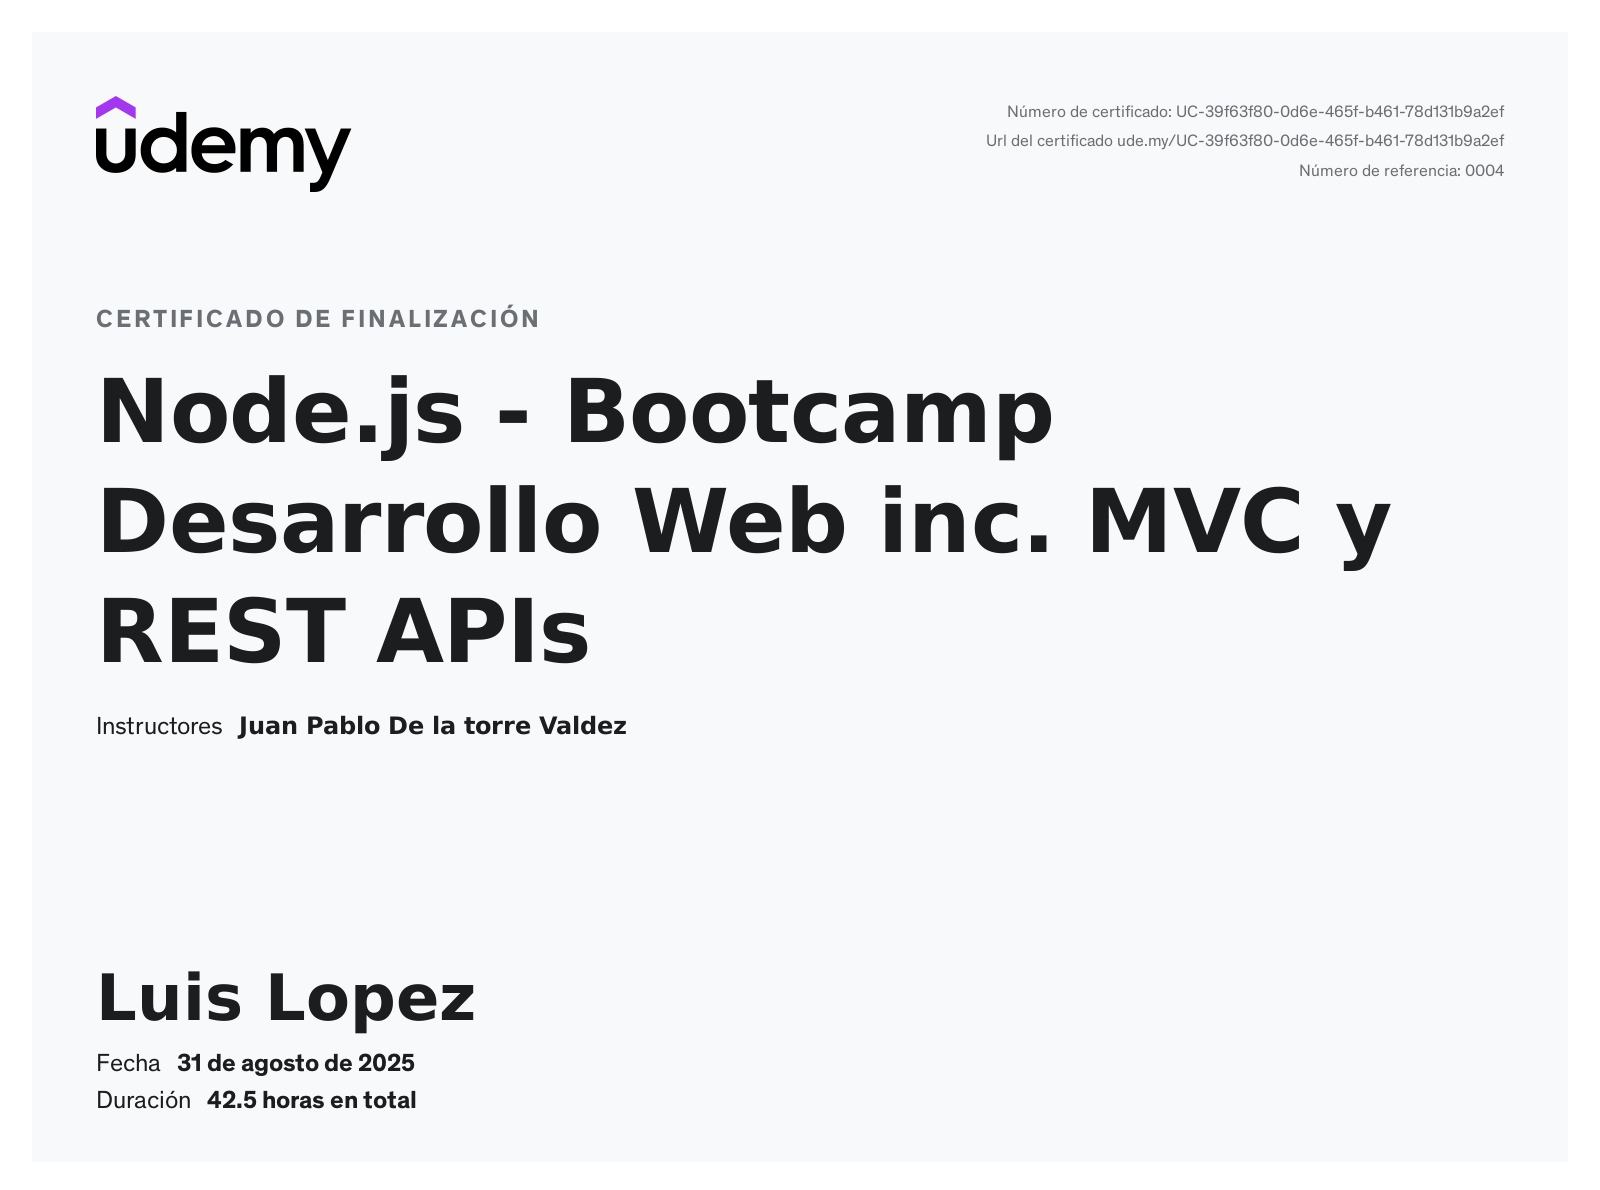 udemy
Número de certificado: UC-39f63f80-0d6e-465f-b461-78d131b9a2ef
Url del certificado ude.my/UC-39f63f80-0d6e-465f-b461-78d131b9a2ef
Número de referencia: 0004
CERTIFICADO DE FINALIZACIÓN
Node.js - Bootcamp
Desarrollo Web inc. MVC y
REST APIs
Instructores Juan Pablo De la torre Valdez
Luis Lopez
Fecha 31 de agosto de 2025
Duración 42.5 horas en total